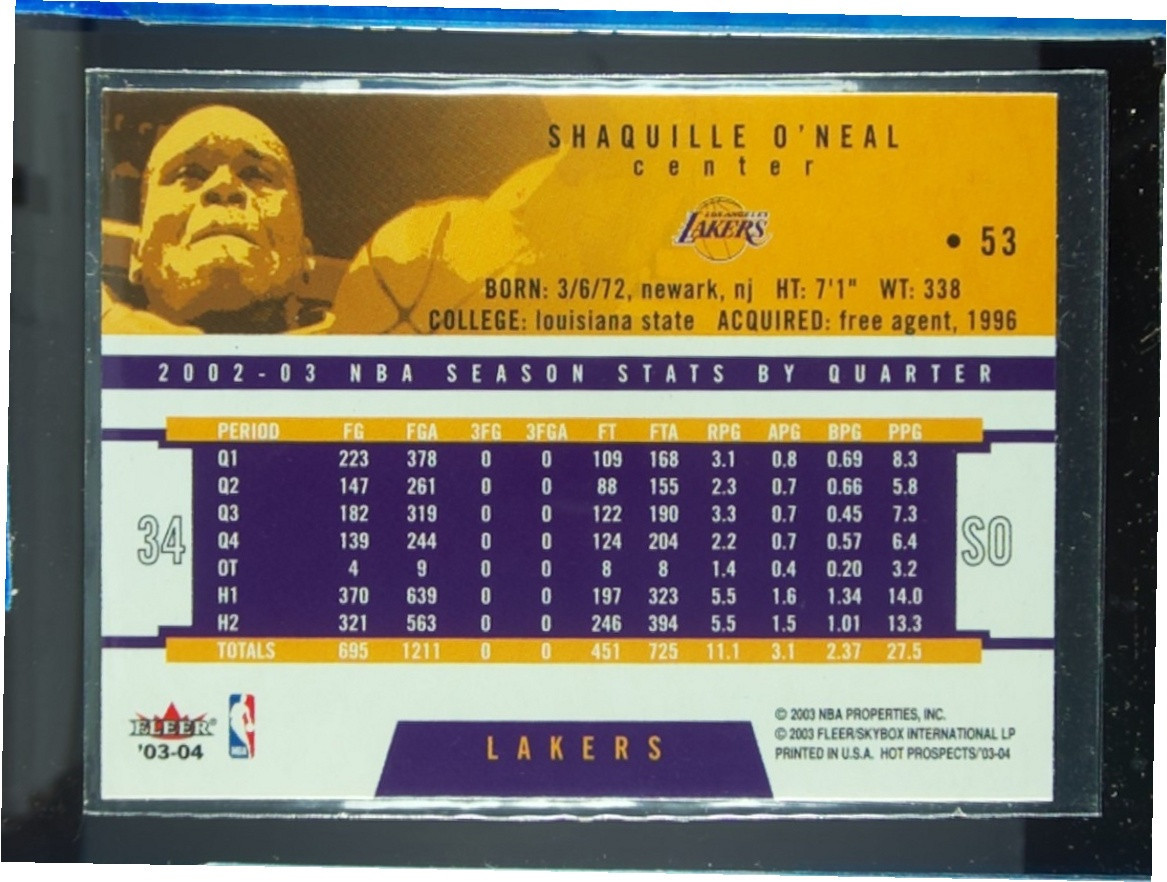 SHAQUILLE O'NEAL
center
LOS ANGELES
LAKERS
• 53
BORN: 3/6/72, newark, nj HT: 7'1" WT: 338
COLLEGE: louisiana state ACQUIRED: free agent, 1996
2002-03 NBA SEASON STATS BY QUARTER
PERIOD FG FGA 3FG 3FGA FT FTA RPG APG BPG PPG
Q1 223 378 0 0 109 168 3.1 0.8 0.69 8.3
Q2 147 261 0 0 88 155 2.3 0.7 0.66 5.8
Q3 182 319 0 0 122 190 3.3 0.7 0.45 7.3
Q4 139 244 0 0 124 204 2.2 0.7 0.57 6.4
OT 4 9 0 0 8 8 1.4 0.4 0.20 3.2
H1 370 639 0 0 197 323 5.5 1.6 1.34 14.0
H2 321 563 0 0 246 394 5.5 1.5 1.01 13.3
TOTALS 695 1211 0 0 451 725 11.1 3.1 2.37 27.5
34
SO
FLEER®
'03-04
NBA
LAKERS
© 2003 NBA PROPERTIES, INC.
© 2003 FLEER/SKYBOX INTERNATIONAL LP
PRINTED IN U.S.A. HOT PROSPECTS/'03-04